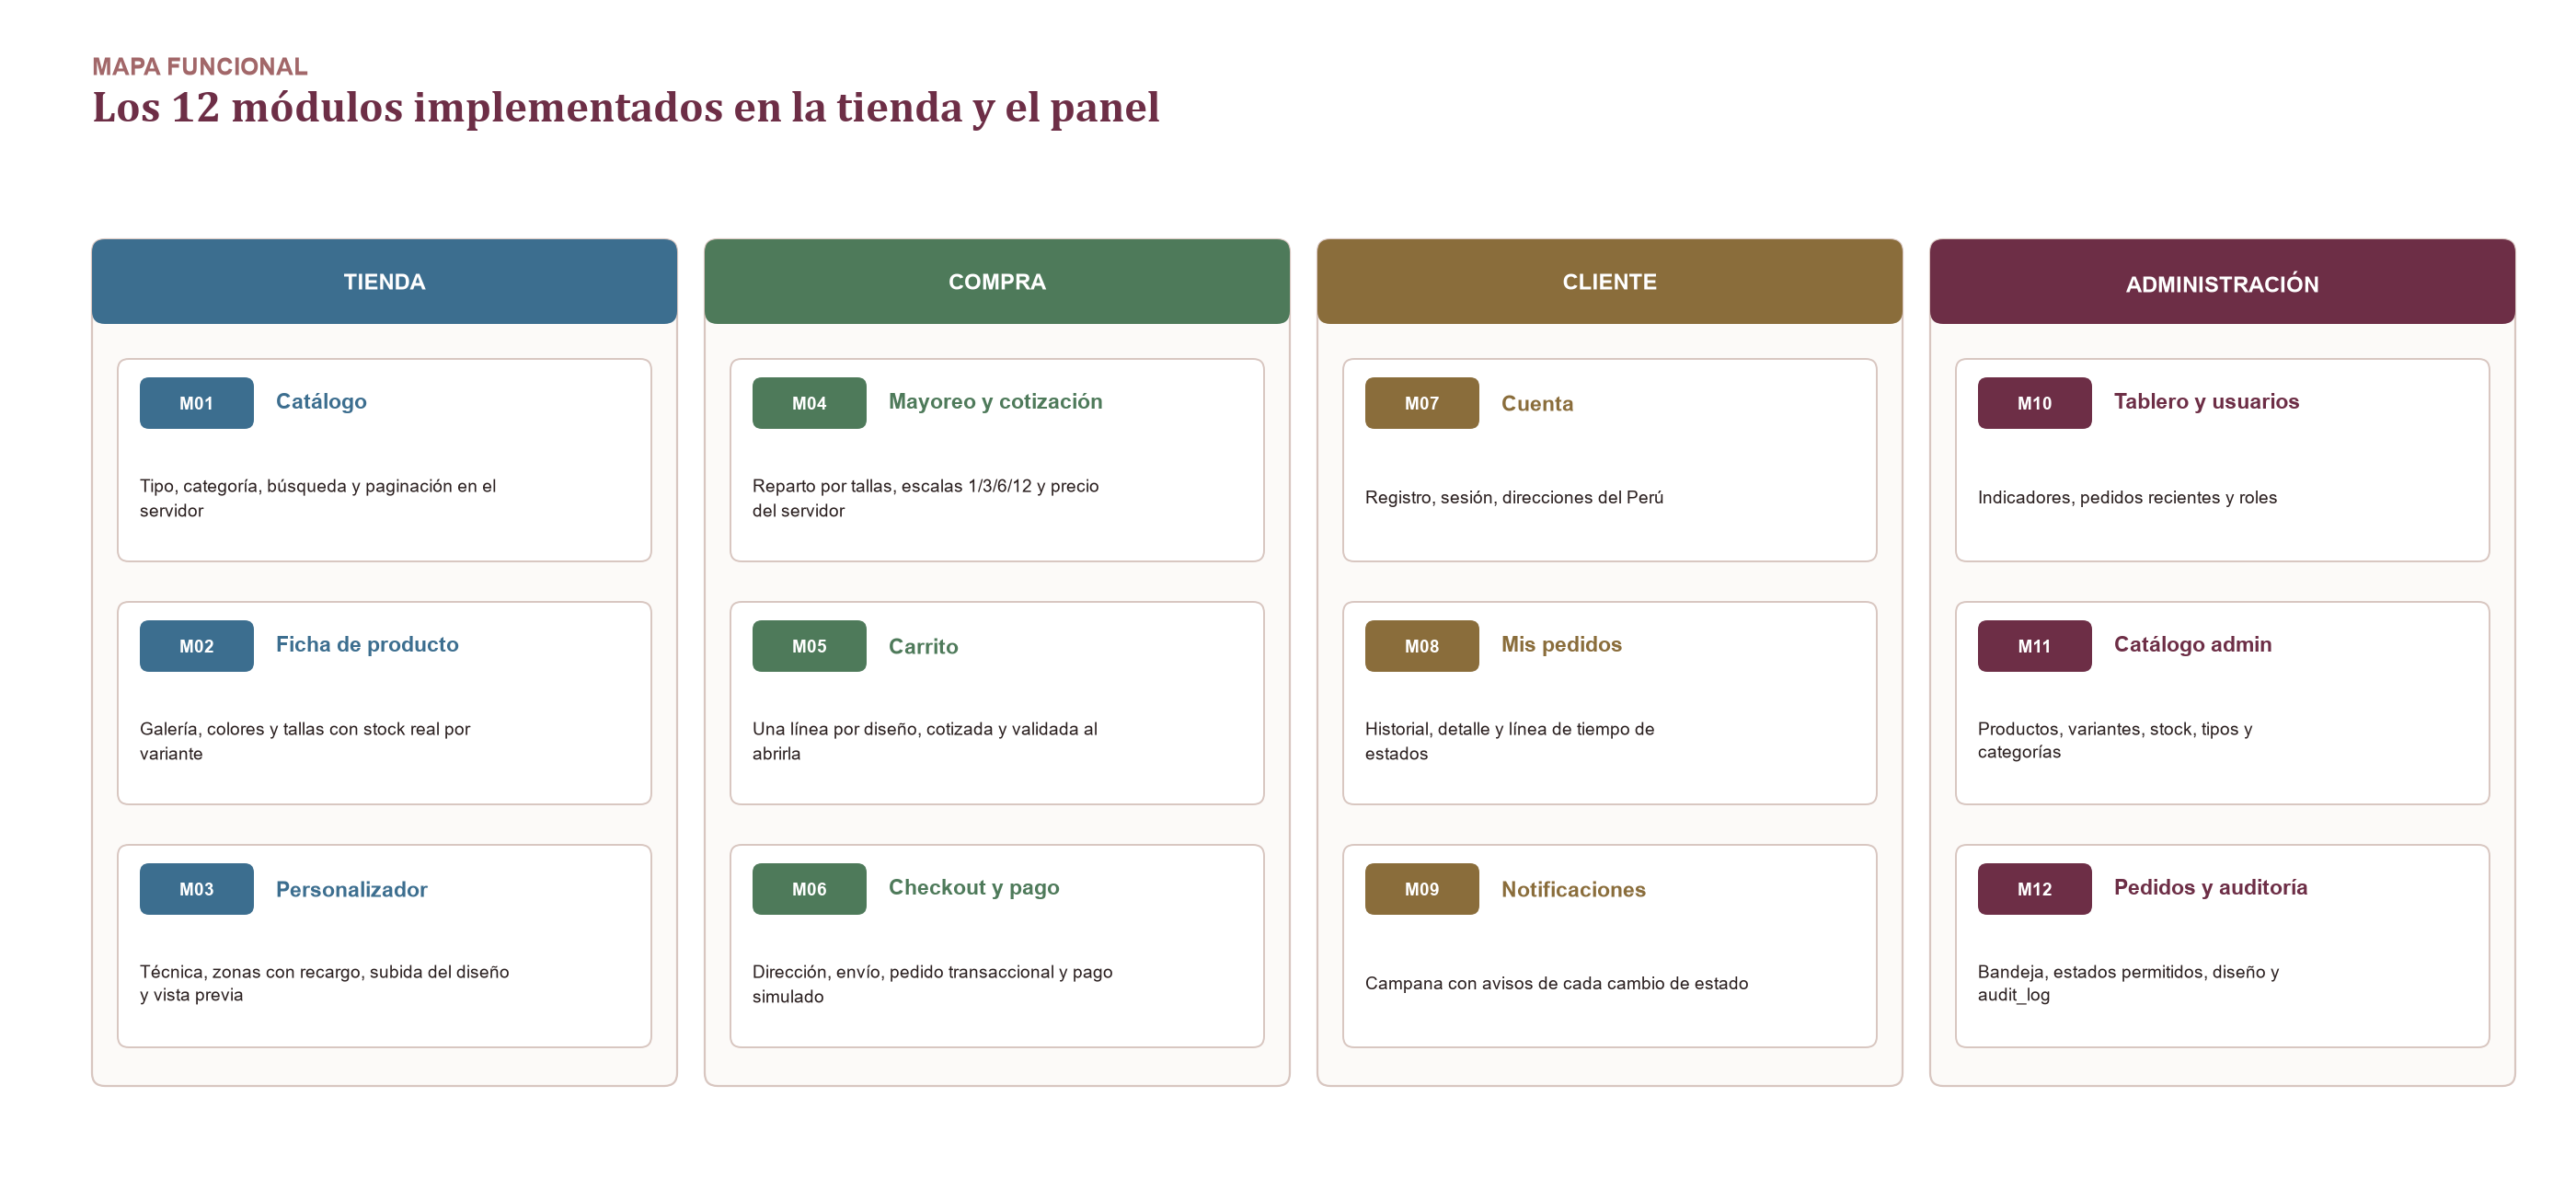 MAPA FUNCIONAL
Los 12 módulos implementados en la tienda y el panel
TIENDA
M01
Catálogo
Tipo, categoría, búsqueda y paginación en el
servidor
M02
Ficha de producto
Galería, colores y tallas con stock real por
variante
M03
Personalizador
Técnica, zonas con recargo, subida del diseño
y vista previa
COMPRA
M04
Mayoreo y cotización
Reparto por tallas, escalas 1/3/6/12 y precio
del servidor
M05
Carrito
Una línea por diseño, cotizada y validada al
abrirla
M06
Checkout y pago
Dirección, envío, pedido transaccional y pago
simulado
CLIENTE
M07
Cuenta
Registro, sesión, direcciones del Perú
M08
Mis pedidos
Historial, detalle y línea de tiempo de
estados
M09
Notificaciones
Campana con avisos de cada cambio de estado
ADMINISTRACIÓN
M10
Tablero y usuarios
Indicadores, pedidos recientes y roles
M11
Catálogo admin
Productos, variantes, stock, tipos y
categorías
M12
Pedidos y auditoría
Bandeja, estados permitidos, diseño y
audit_log